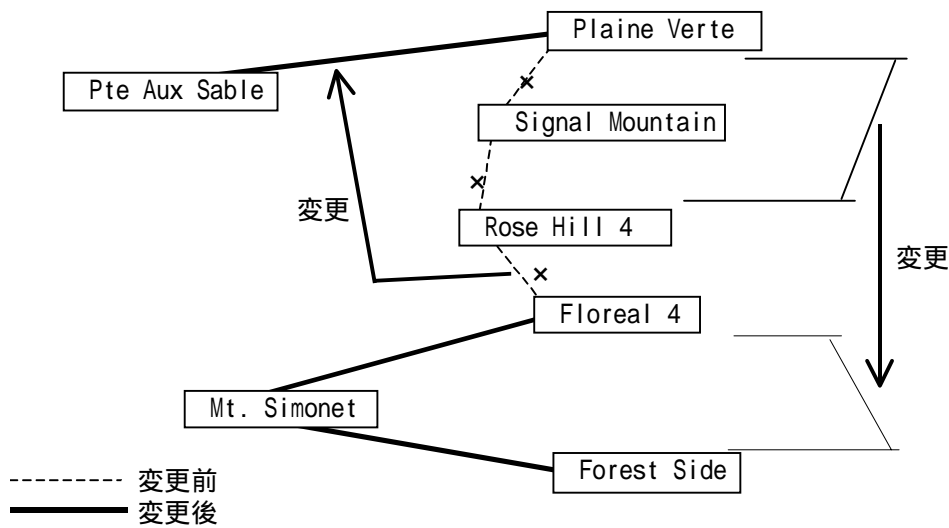 Plaine Verte
Pte Aux Sable
Signal Mountain
変更
Rose Hill 4
変更
Floreal 4
Mt. Simonet
Forest Side
変更前
変更後